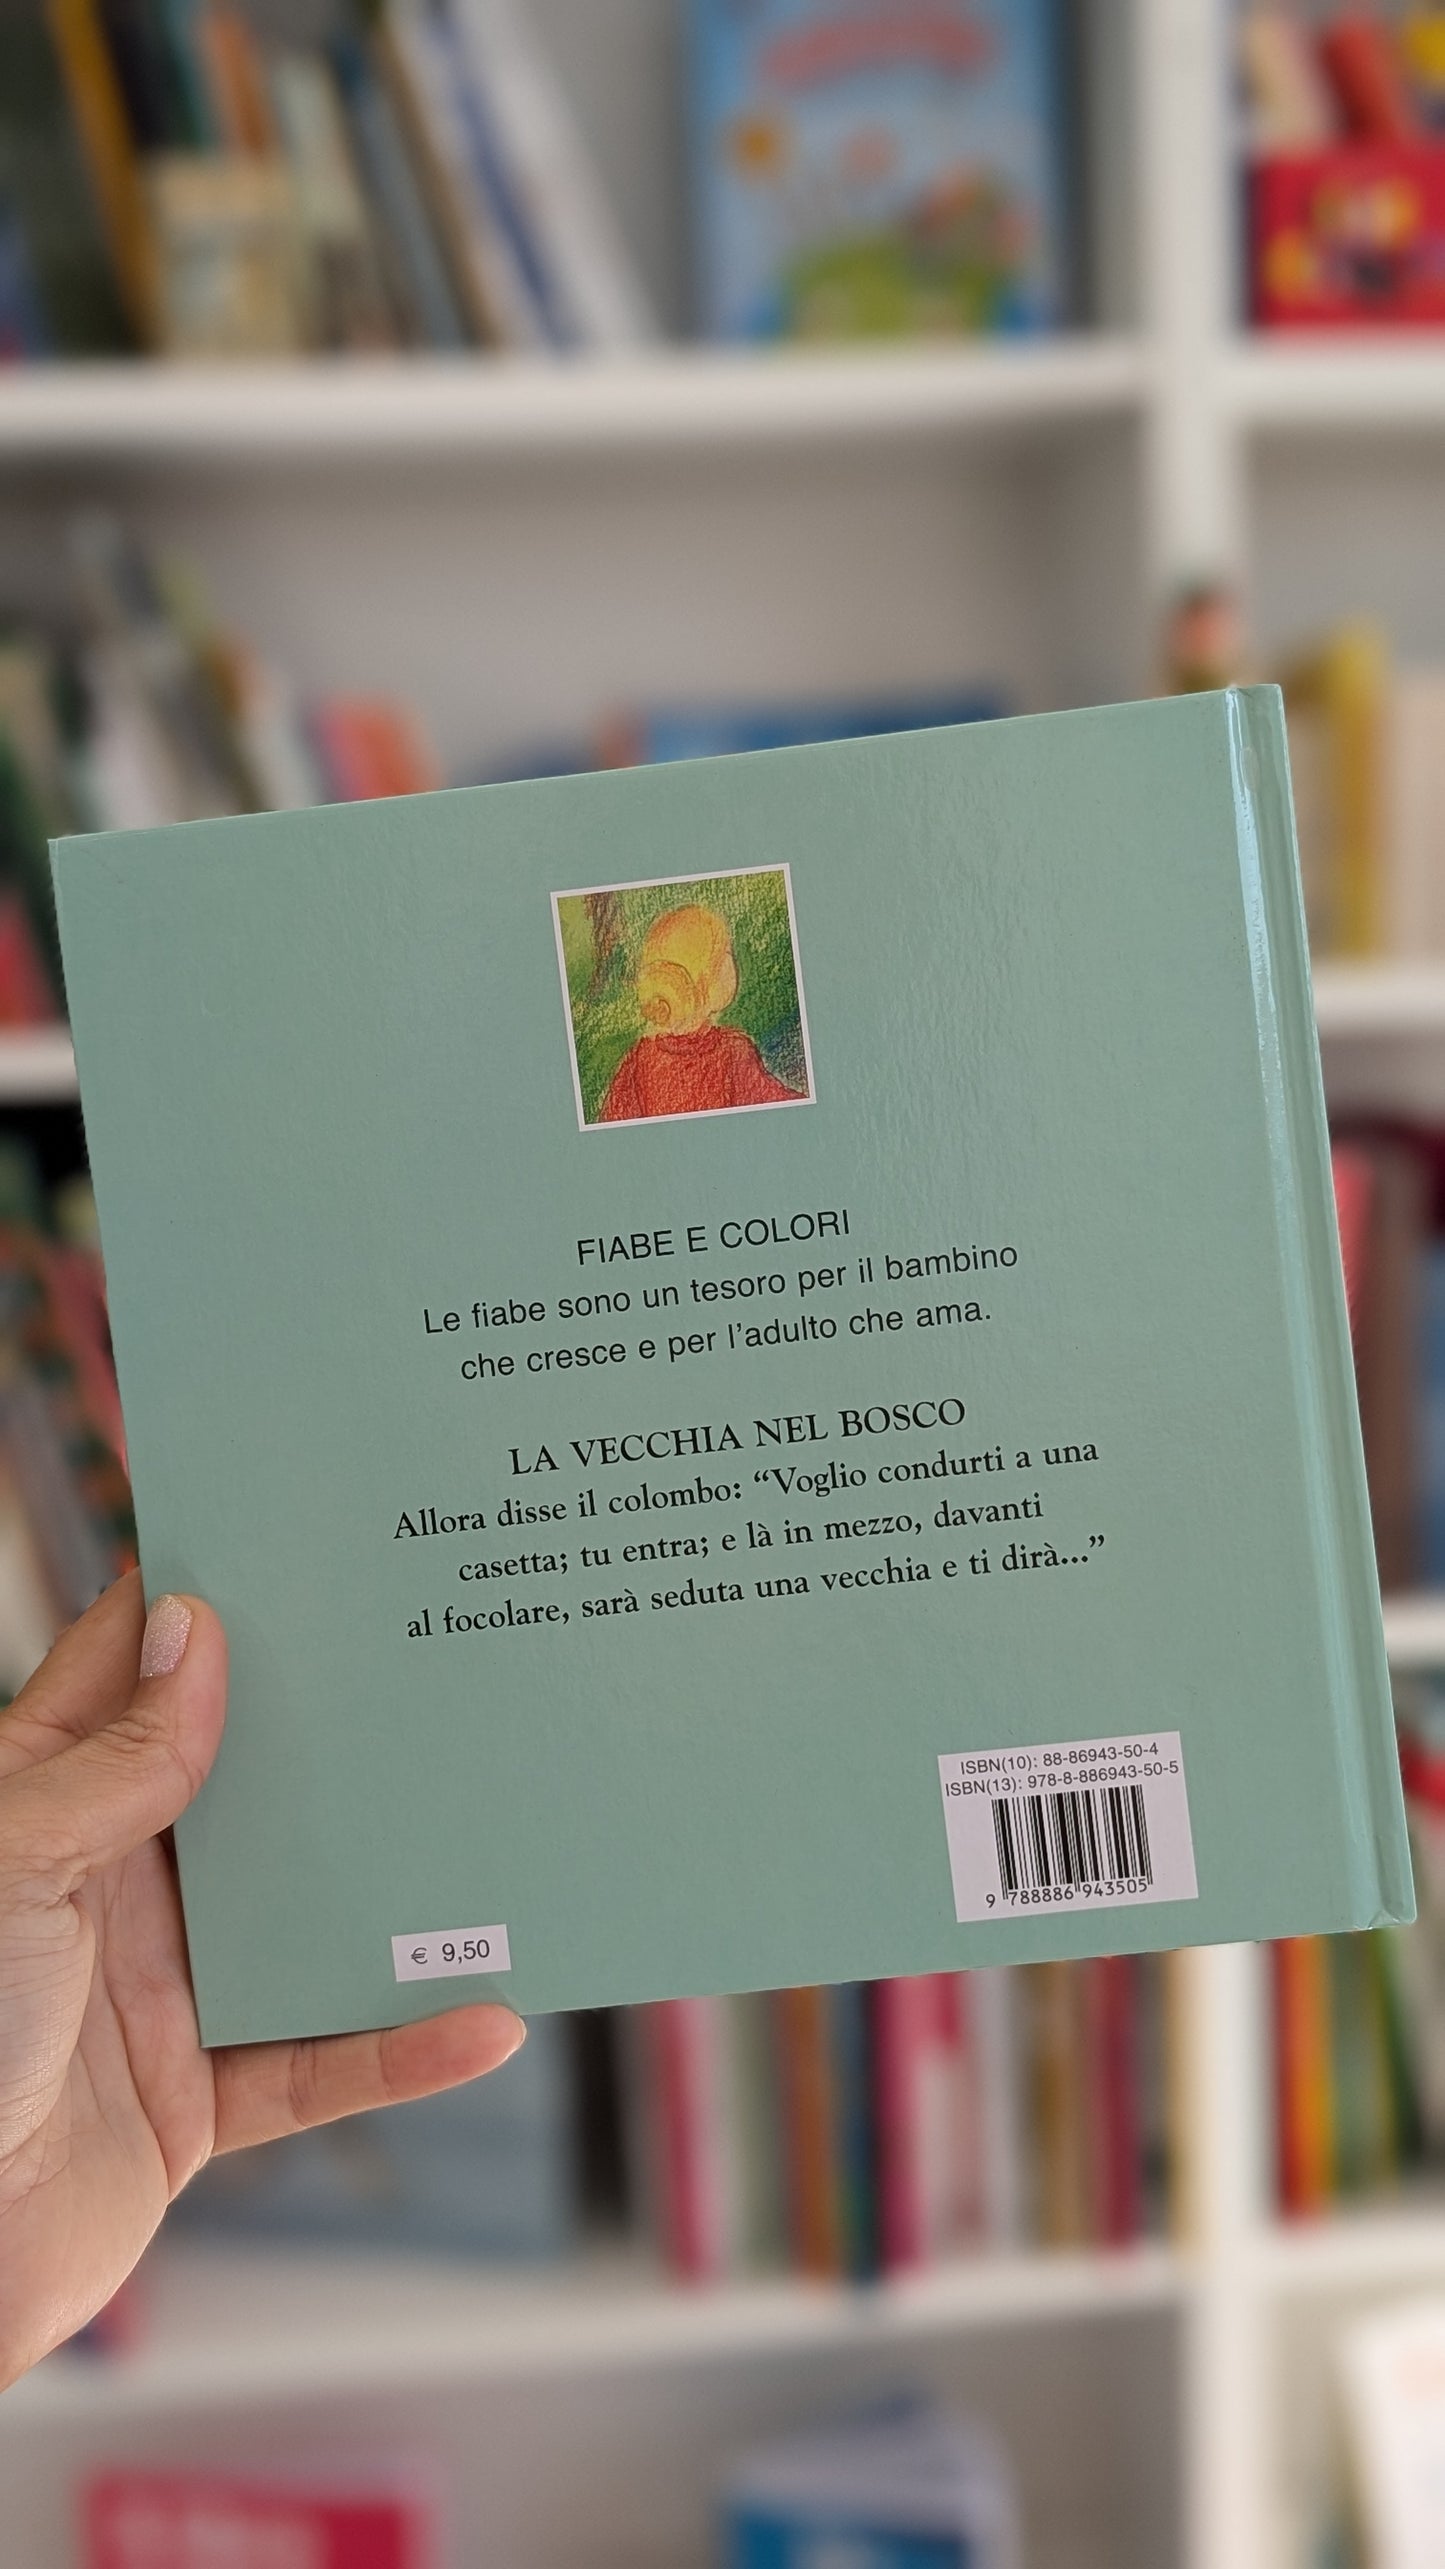 FIABE E COLORI
Le fiabe sono un tesoro per il bambino
che cresce e per l'adulto che ama.
LA VECCHIA NEL BOSCO
Allora disse il colombo: “Voglio condurti a una
casetta; tu entra; e là in mezzo, davanti
al focolare, sarà seduta una vecchia e ti dirà...”
ISBN(10): 88-86943-50-4
ISBN(13): 978-8-886943-50-5
9 788886 943505
€ 9,50